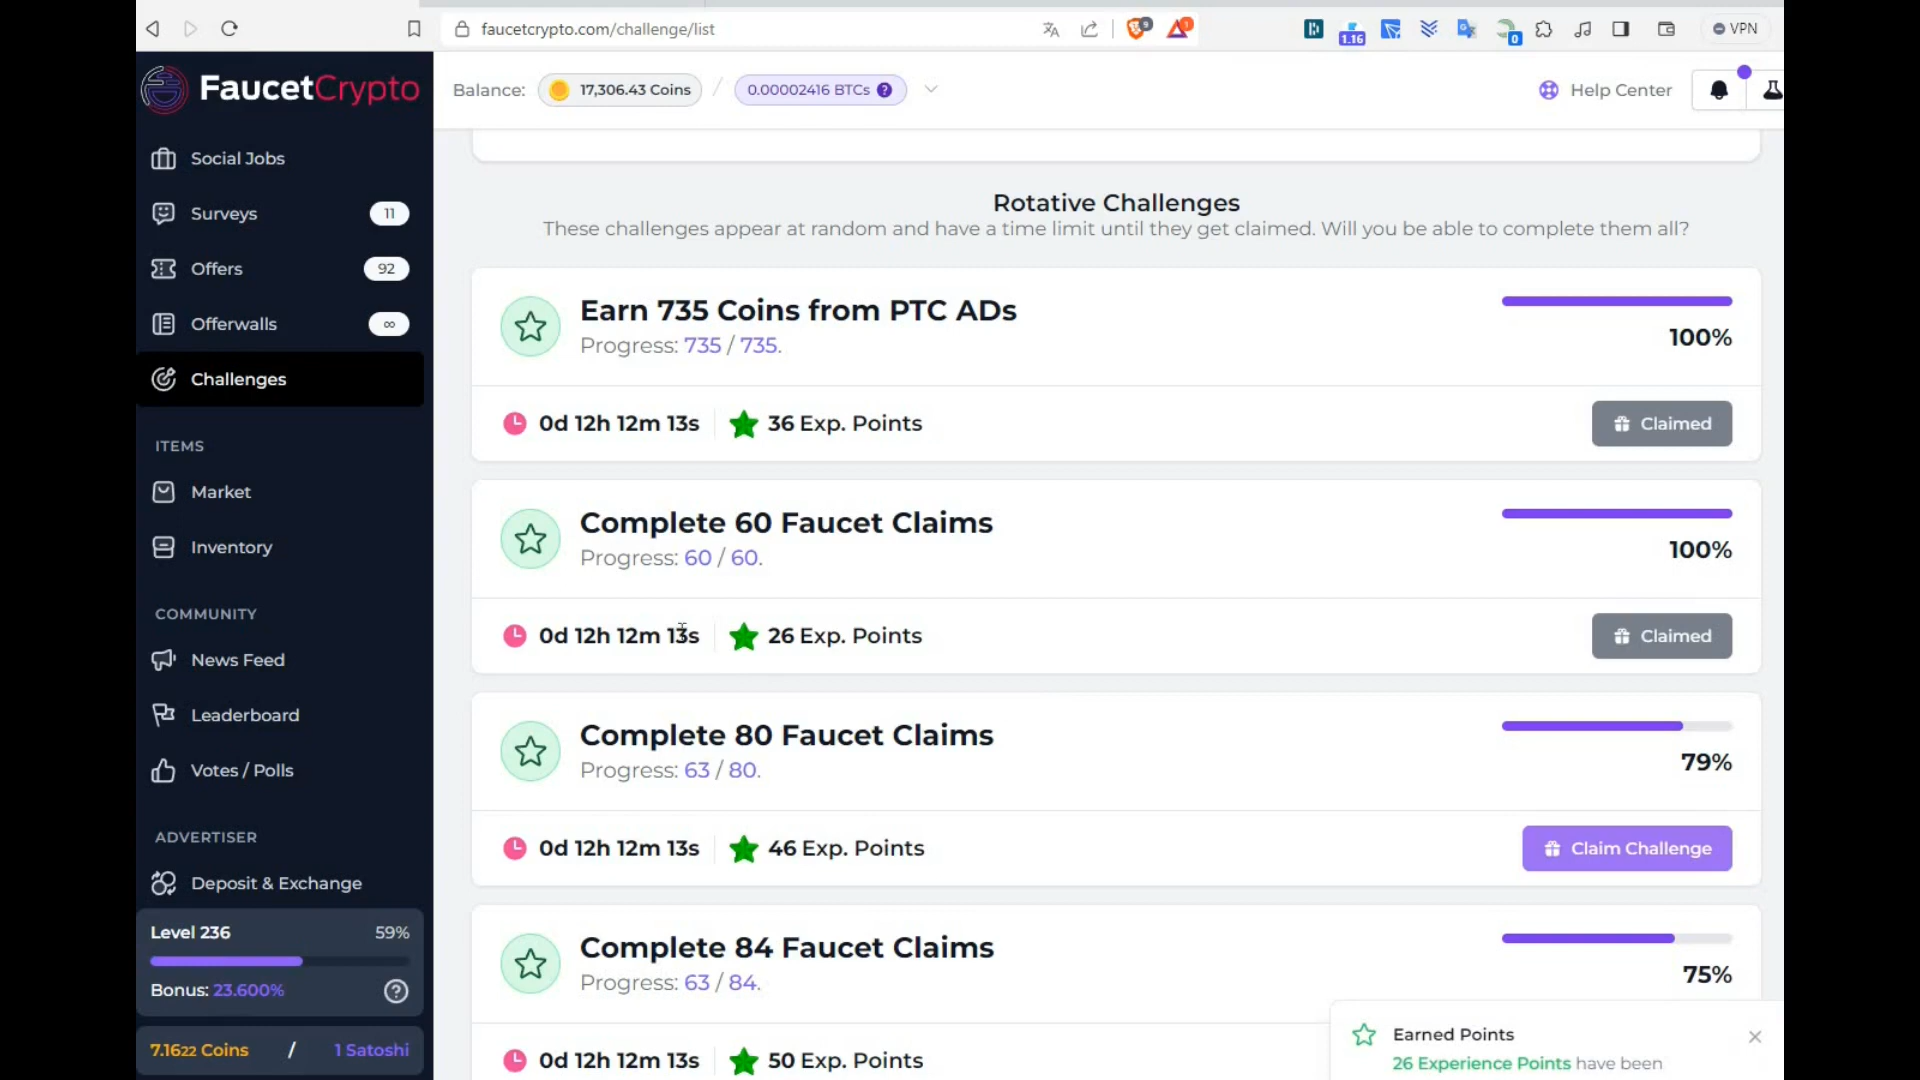 faucetcrypto.com/challenge/list
9
1
1.16
0
VPN
FaucetCrypto
Balance: 17,306.43 Coins / 0.00002416 BTCs ?
Help Center
Social Jobs
Surveys 11
Offers 92
Offerwalls ∞
Challenges
ITEMS
Market
Inventory
COMMUNITY
News Feed
Leaderboard
Votes / Polls
ADVERTISER
Deposit & Exchange
Level 236 59%
Bonus: 23.600% ?
7.1622 Coins / 1 Satoshi
Rotative Challenges
These challenges appear at random and have a time limit until they get claimed. Will you be able to complete them all?
Earn 735 Coins from PTC ADs
Progress: 735 / 735.
100%
0d 12h 12m 13s 36 Exp. Points Claimed
Complete 60 Faucet Claims
Progress: 60 / 60.
100%
0d 12h 12m 13s 26 Exp. Points Claimed
Complete 80 Faucet Claims
Progress: 63 / 80.
79%
0d 12h 12m 13s 46 Exp. Points Claim Challenge
Complete 84 Faucet Claims
Progress: 63 / 84.
75%
0d 12h 12m 13s 50 Exp. Points
Earned Points
26 Experience Points have been